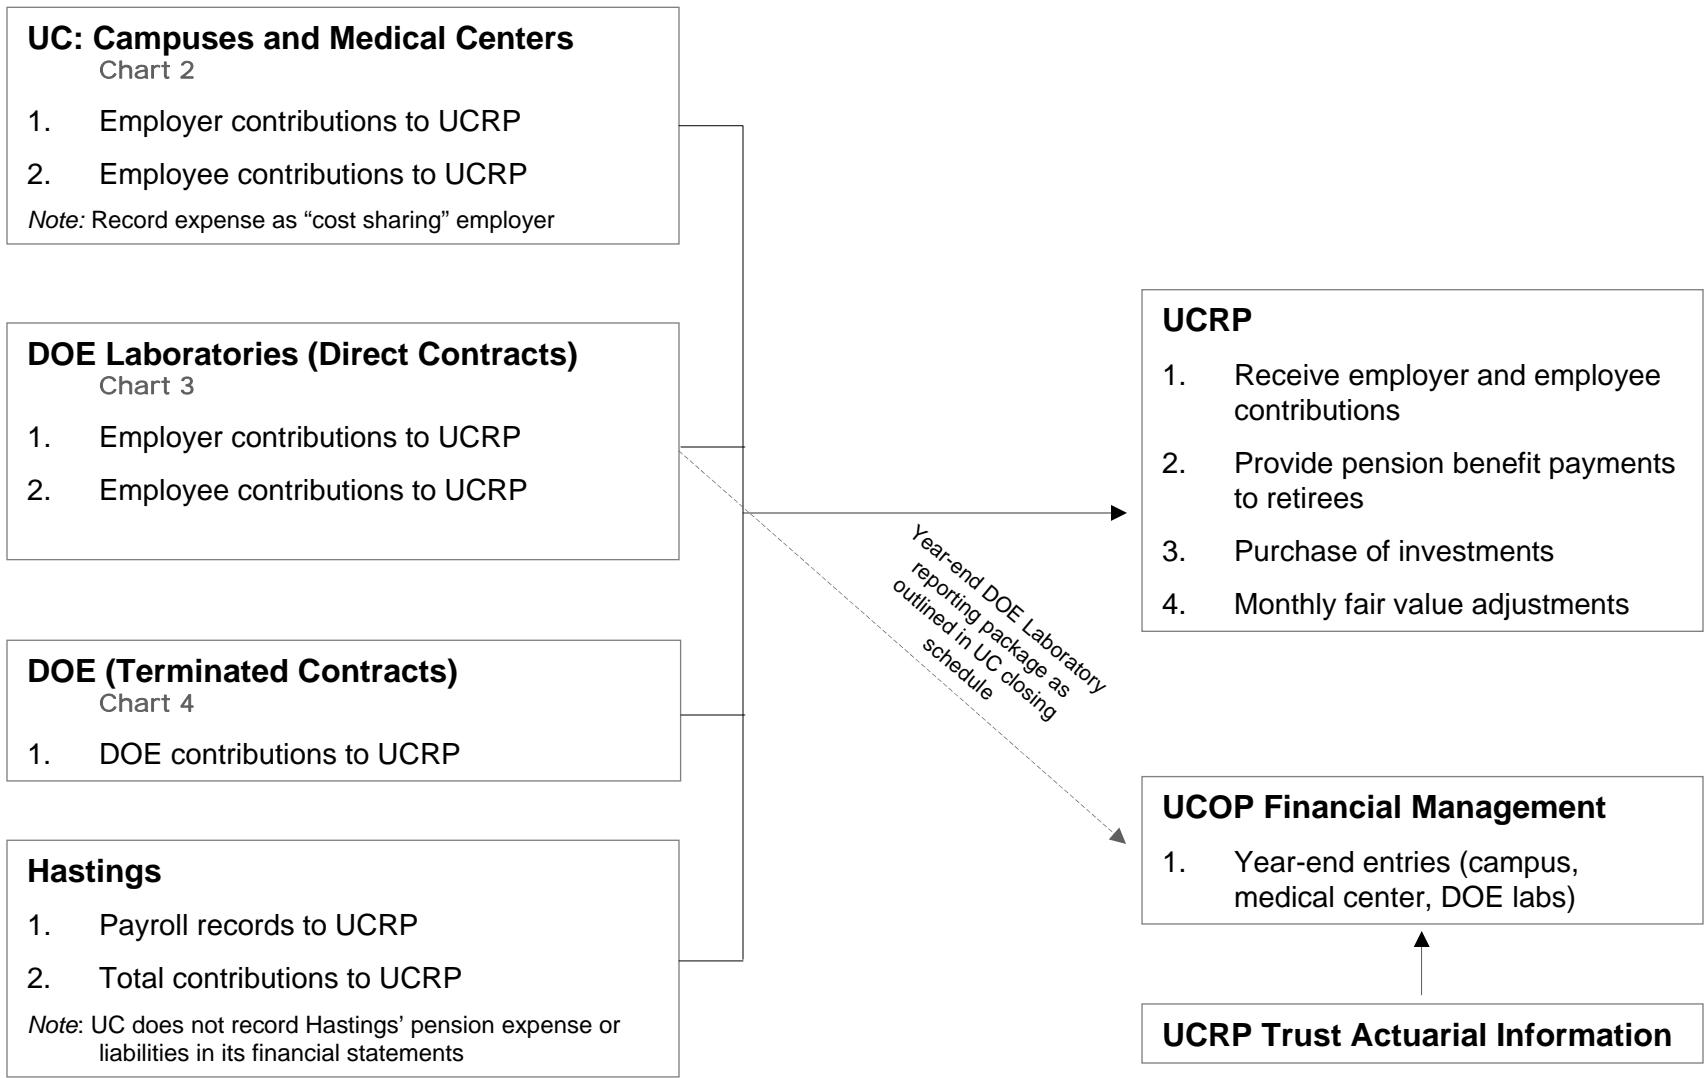 UC: Campuses and Medical Centers
Chart 2
1. Employer contributions to UCRP
2. Employee contributions to UCRP
Note: Record expense as “cost sharing” employer
DOE Laboratories (Direct Contracts)
Chart 3
1. Employer contributions to UCRP
2. Employee contributions to UCRP
DOE (Terminated Contracts)
Chart 4
1. DOE contributions to UCRP
Hastings
1. Payroll records to UCRP
2. Total contributions to UCRP
Note: UC does not record Hastings’ pension expense or
liabilities in its financial statements
Year-end DOE Laboratory
reporting package as
outlined in UC closing
schedule
UCRP
1. Receive employer and employee
contributions
2. Provide pension benefit payments
to retirees
3. Purchase of investments
4. Monthly fair value adjustments
UCOP Financial Management
1. Year-end entries (campus,
medical center, DOE labs)
UCRP Trust Actuarial Information